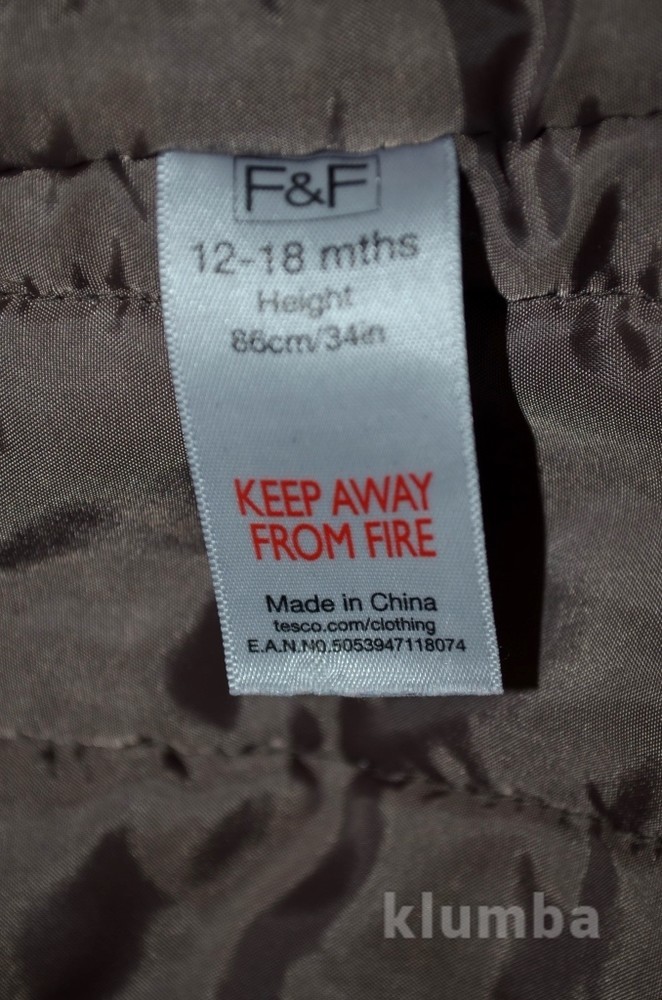 F&F
12-18 mths
Height
86cm/34in
KEEP AWAY
FROM FIRE
Made in China
tesco.com/clothing
E.A.N.NO.5053947118074
klumba